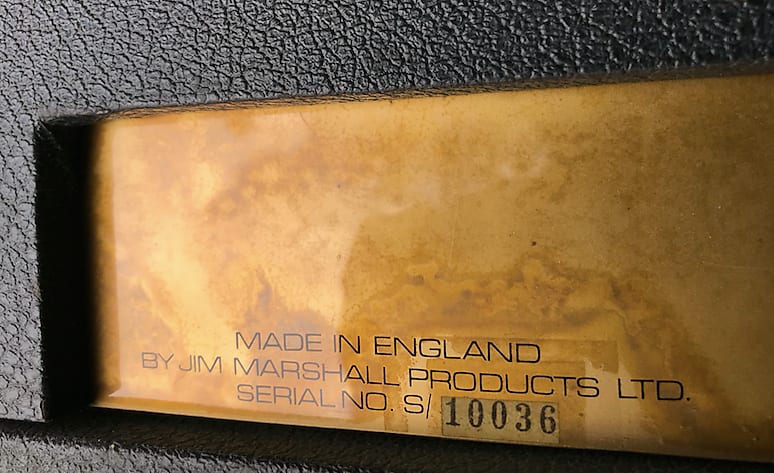 MADE IN ENGLAND
BY JIM MARSHALL PRODUCTS LTD.
SERIAL NO. S/ 10036